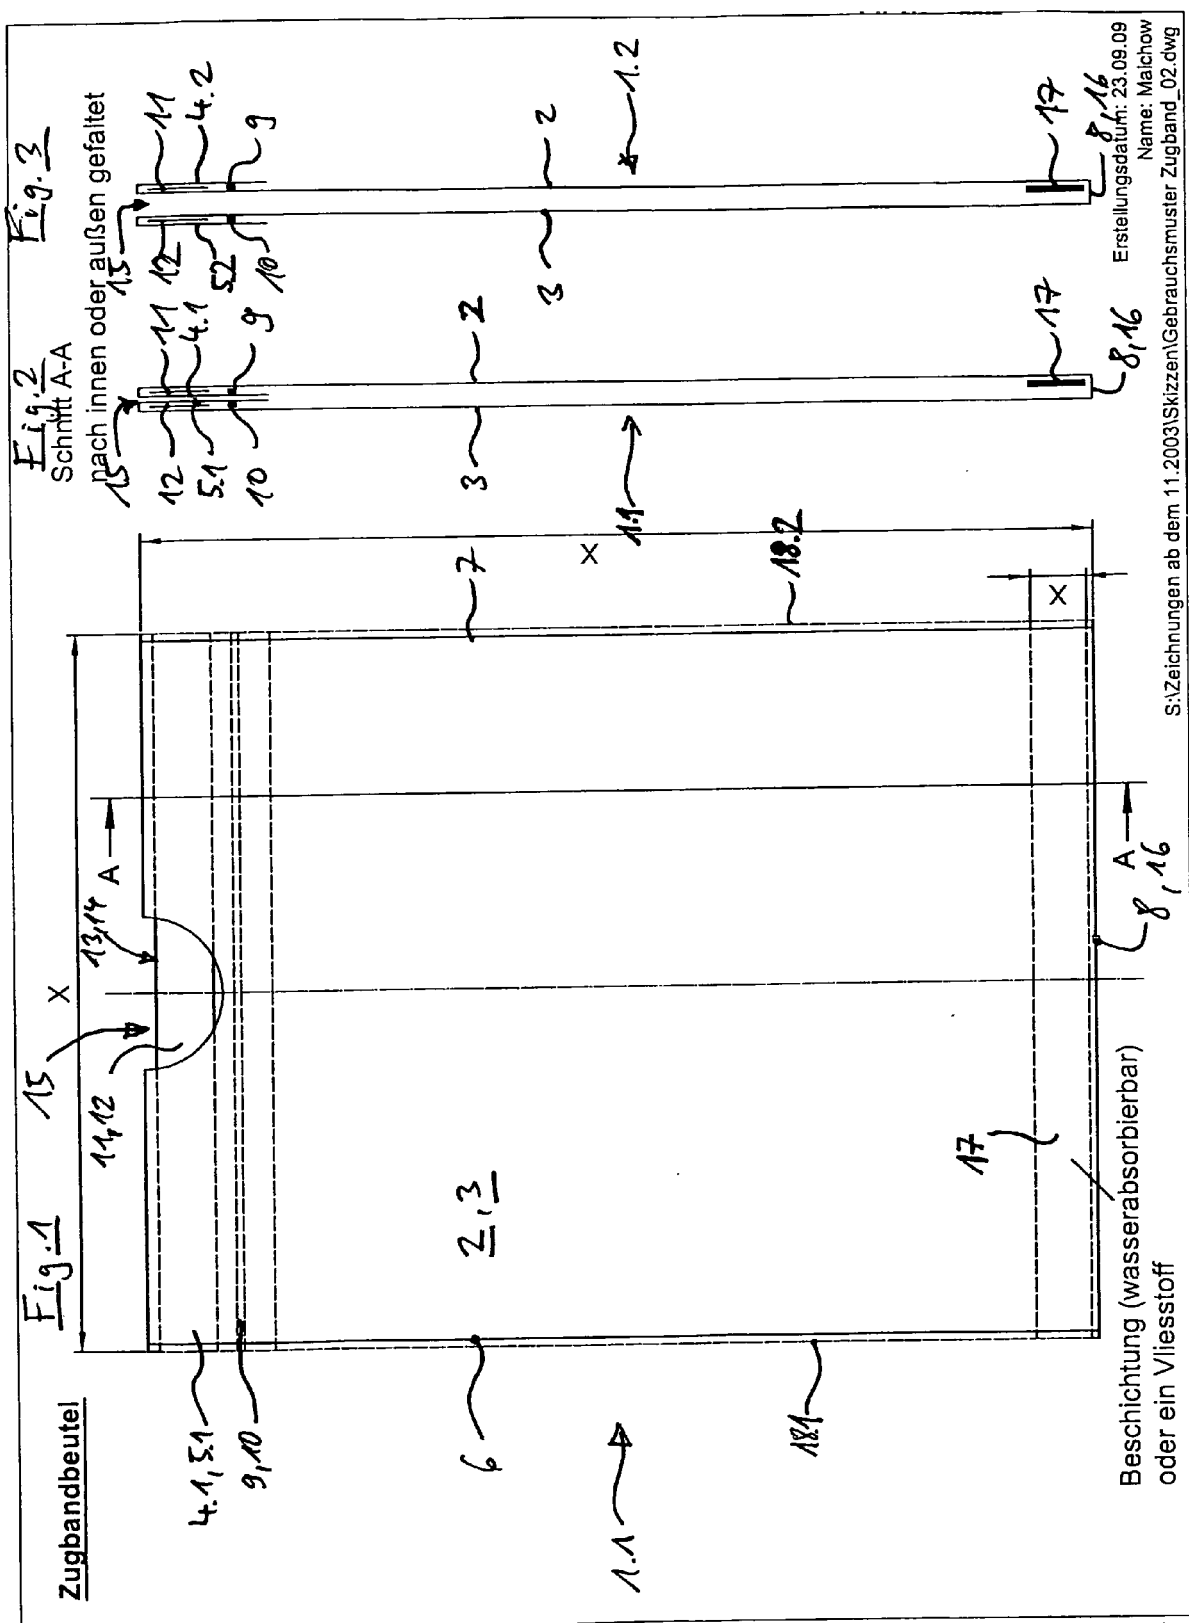 Zugbandbeutel
Fig.1
15
X
11,12
13,14
A
4.1, 5.1
9,10
6
7
2,3
1.1
18.1
18.2
X
X
17
A
8,16
Beschichtung (wasserabsorbierbar)
oder ein Vliesstoff
Fig.2
Schnitt A-A
nach innen oder außen gefaltet
15
12
11
5.1
4.1
10
9
3
2
1.1
17
8,16
Fig.3
15
12
11
5.2
4.2
10
9
3
2
1.2
17
8,16
Erstellungsdatum: 23.09.09
Name: Malchow
S:\Zeichnungen ab dem 11.2003\Skizzen\Gebrauchsmuster Zugband_02.dwg